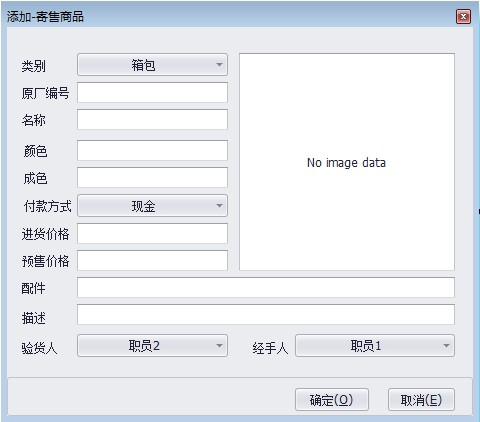 添加-寄售商品
类别 箱包
原厂编号
名称
颜色
成色
No image data
付款方式 现金
进货价格
预售价格
配件
描述
验货人 职员2 经手人 职员1
确定(O) 取消(E)